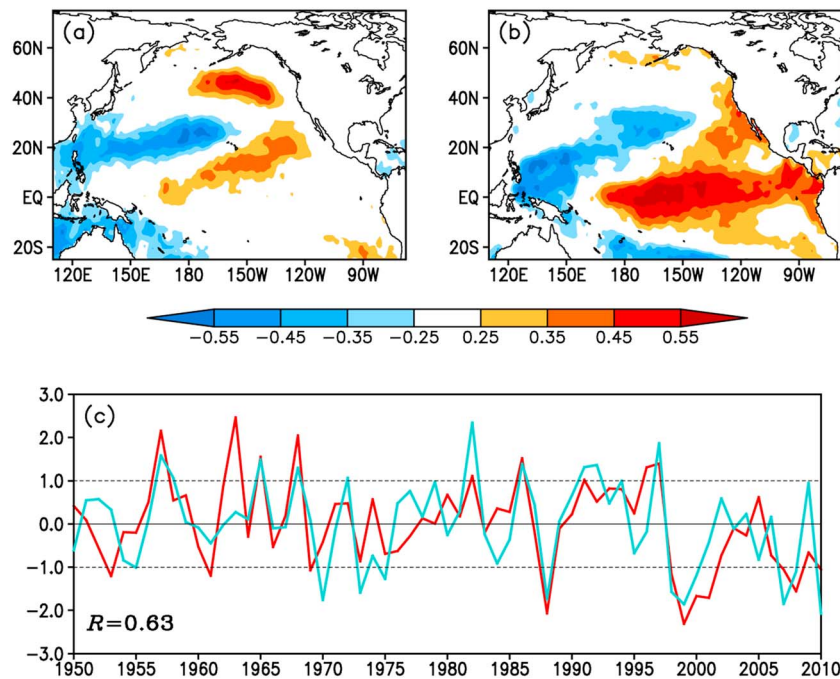 (a)
(b)
60N
40N
20N
EQ
20S
120E 150E 180 150W 120W 90W
60N
40N
20N
EQ
20S
120E 150E 180 150W 120W 90W
−0.55 −0.45 −0.35 −0.25 0.25 0.35 0.45 0.55
(c)
3.0
2.0
1.0
0.0
−1.0
−2.0
−3.0
R=0.63
1950 1955 1960 1965 1970 1975 1980 1985 1990 1995 2000 2005 2010